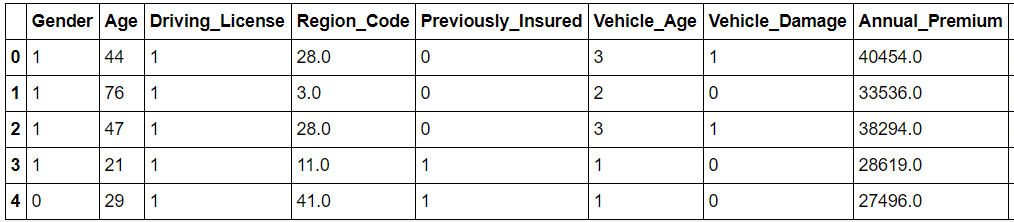 Gender Age Driving_License Region_Code Previously_Insured Vehicle_Age Vehicle_Damage Annual_Premium
0 1 44 1 28.0 0 3 1 40454.0
1 1 76 1 3.0 0 2 0 33536.0
2 1 47 1 28.0 0 3 1 38294.0
3 1 21 1 11.0 1 1 0 28619.0
4 0 29 1 41.0 1 1 0 27496.0